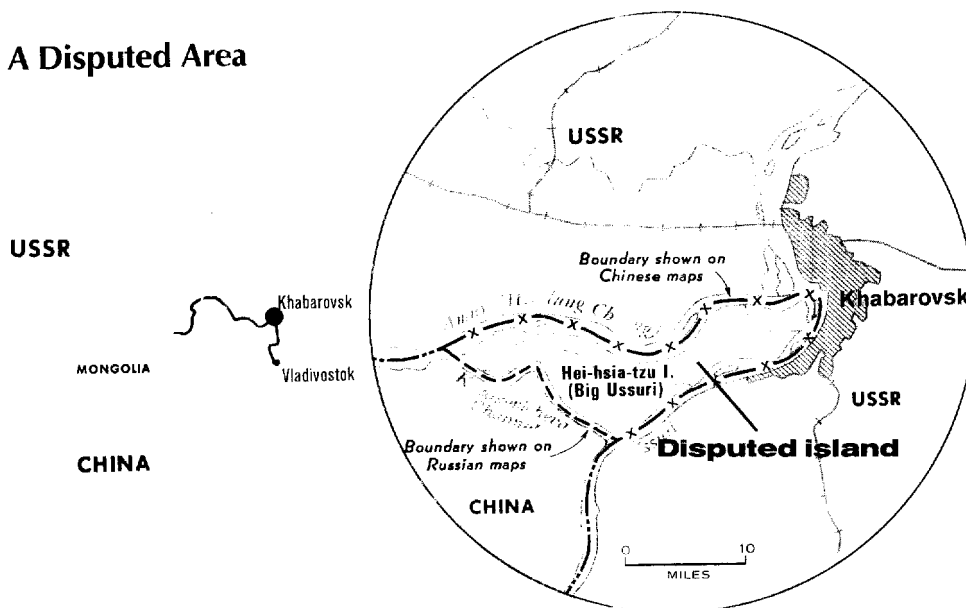 A Disputed Area
USSR
USSR
Boundary shown on
Chinese maps
Khabarovsk
Khabarovsk
Vladivostok
MONGOLIA
Hei-hsia-tzu I.
(Big Ussuri)
USSR
Disputed island
Boundary shown on
Russian maps
CHINA
CHINA
0 10
MILES